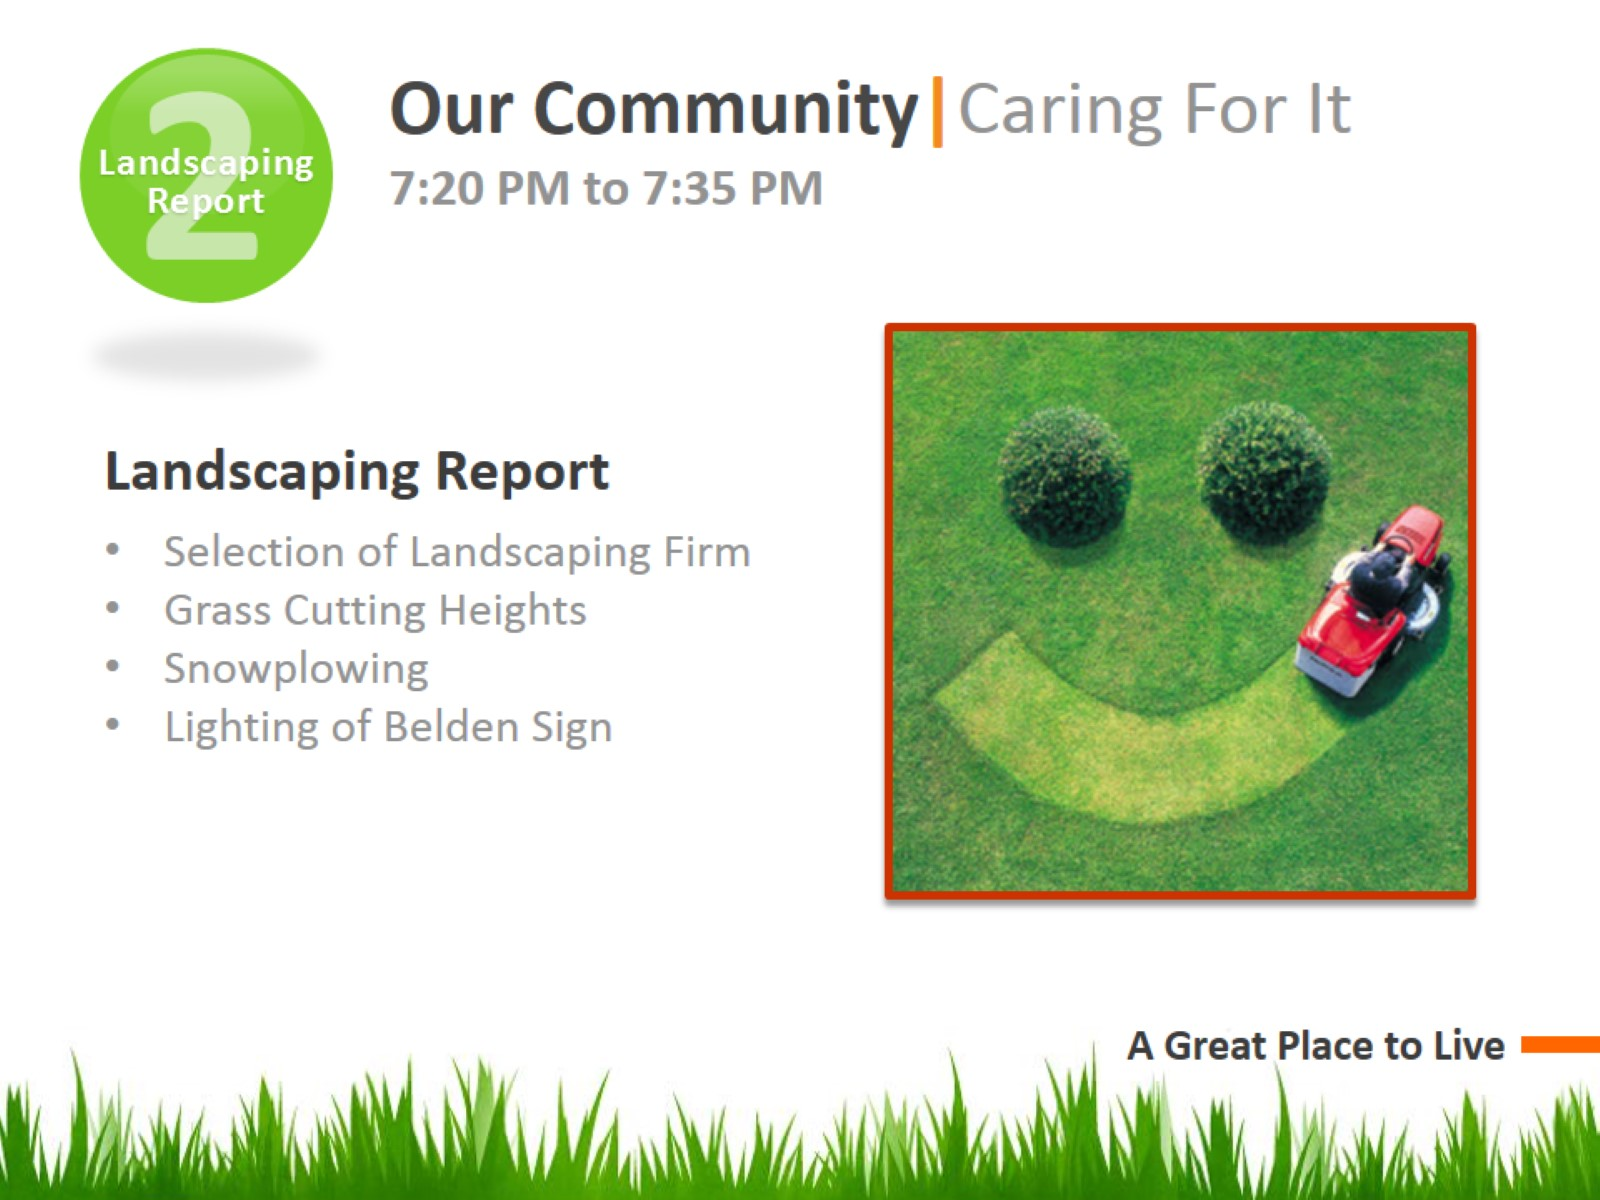 2
Landscaping
Report
Our Community|Caring For It
7:20 PM to 7:35 PM
Landscaping Report
• Selection of Landscaping Firm
• Grass Cutting Heights
• Snowplowing
• Lighting of Belden Sign
A Great Place to Live